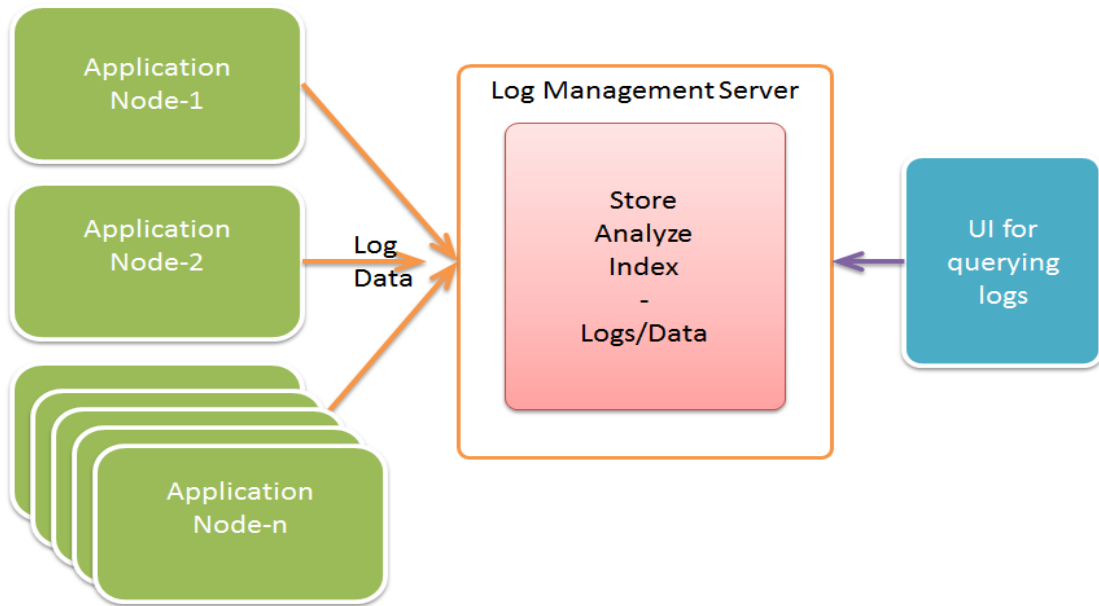 Application
Node-1
Application
Node-2
Application
Node-n
Log
Data
Log Management Server
Store
Analyze
Index
-
Logs/Data
UI for
querying
logs